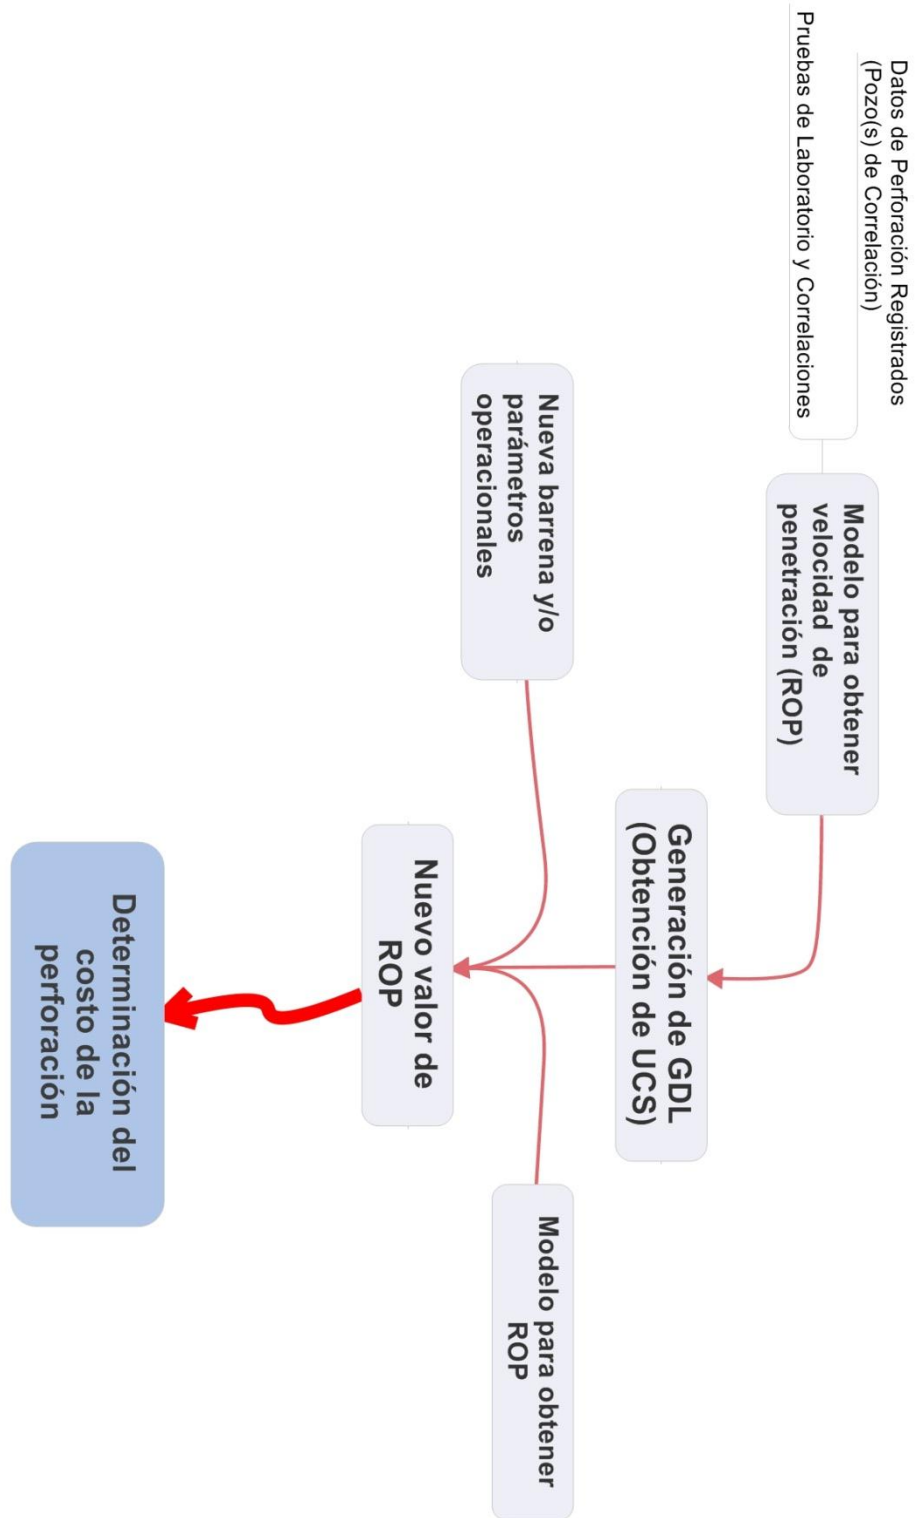 Datos de Perforación Registrados
(Pozo(s) de Correlación)
Pruebas de Laboratorio y Correlaciones
Modelo para obtener
velocidad de
penetración (ROP)
Generación de GDL
(Obtención de UCS)
Nueva barrena y/o
parámetros
operacionales
Modelo para obtener
ROP
Nuevo valor de
ROP
Determinación del
costo de la
perforación